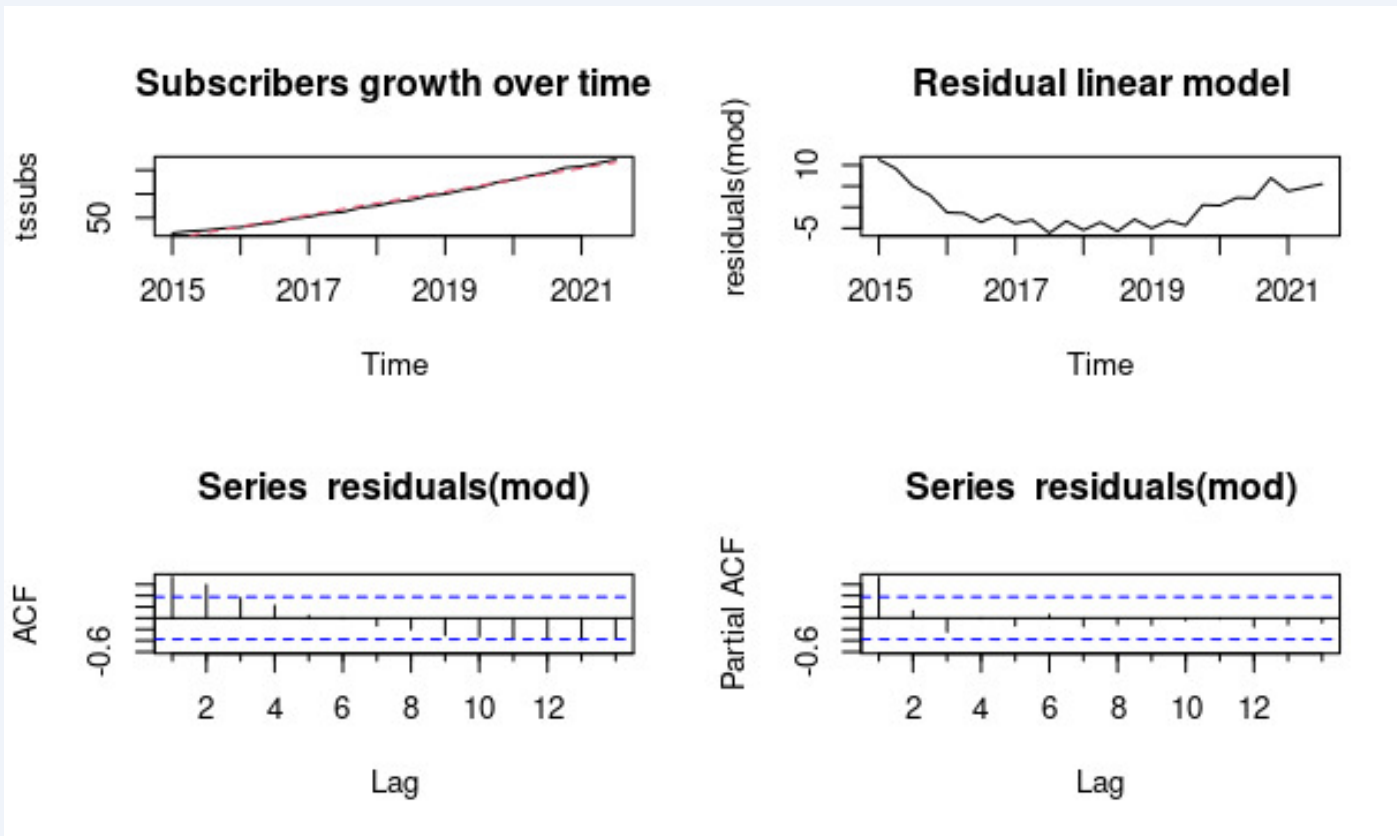 Subscribers growth over time
tssubs
50
2015 2017 2019 2021
Time
Residual linear model
residuals(mod)
10
-5
2015 2017 2019 2021
Time
Series residuals(mod)
ACF
-0.6
2 4 6 8 10 12
Lag
Series residuals(mod)
Partial ACF
-0.6
2 4 6 8 10 12
Lag